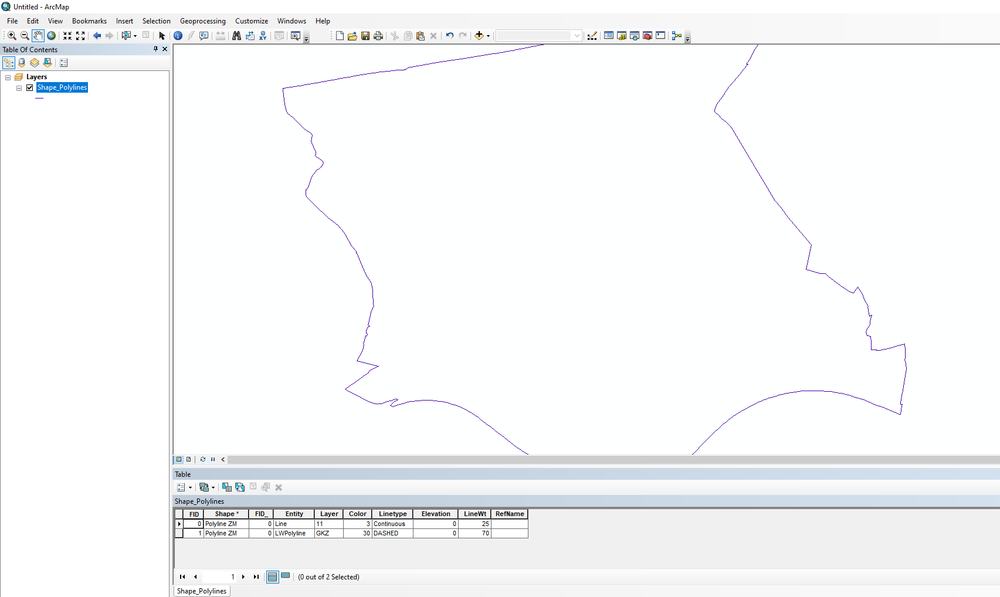 Untitled - ArcMap
File Edit View Bookmarks Insert Selection Geoprocessing Customize Windows Help
Table Of Contents
Layers
Shape_Polylines
Table
Shape_Polylines
FID Shape * FID_ Entity Layer Color Linetype Elevation LineWt RefName
0 Polyline ZM 0 Line 11 3 Continuous 0 25
1 Polyline ZM 0 LWPolyline GKZ 30 DASHED 0 70
1 (0 out of 2 Selected)
Shape_Polylines